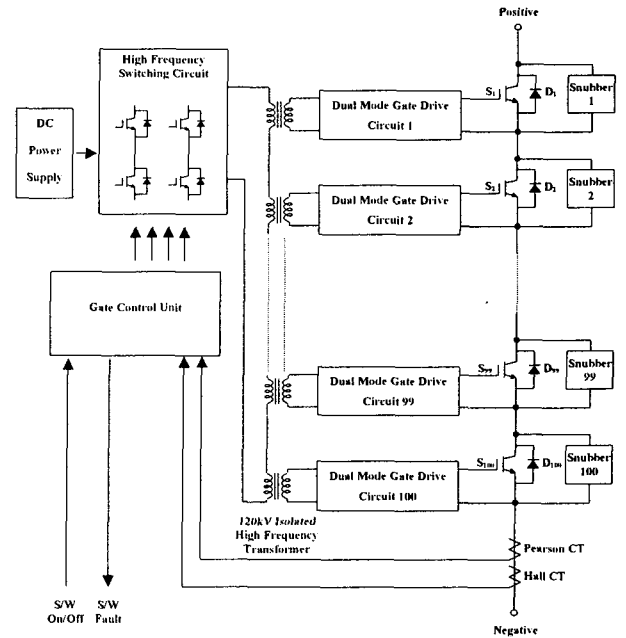 Positive
High Frequency
Switching Circuit
DC
Power
Supply
Dual Mode Gate Drive
Circuit 1
S1
D1
Snubber
1
Dual Mode Gate Drive
Circuit 2
S2
D2
Snubber
2
Gate Control Unit
Dual Mode Gate Drive
Circuit 99
S99
D99
Snubber
99
Dual Mode Gate Drive
Circuit 100
S100
D100
Snubber
100
120kV Isolated
High Frequency
Transformer
Pearson CT
Hall CT
S/W
On/Off
S/W
Fault
Negative